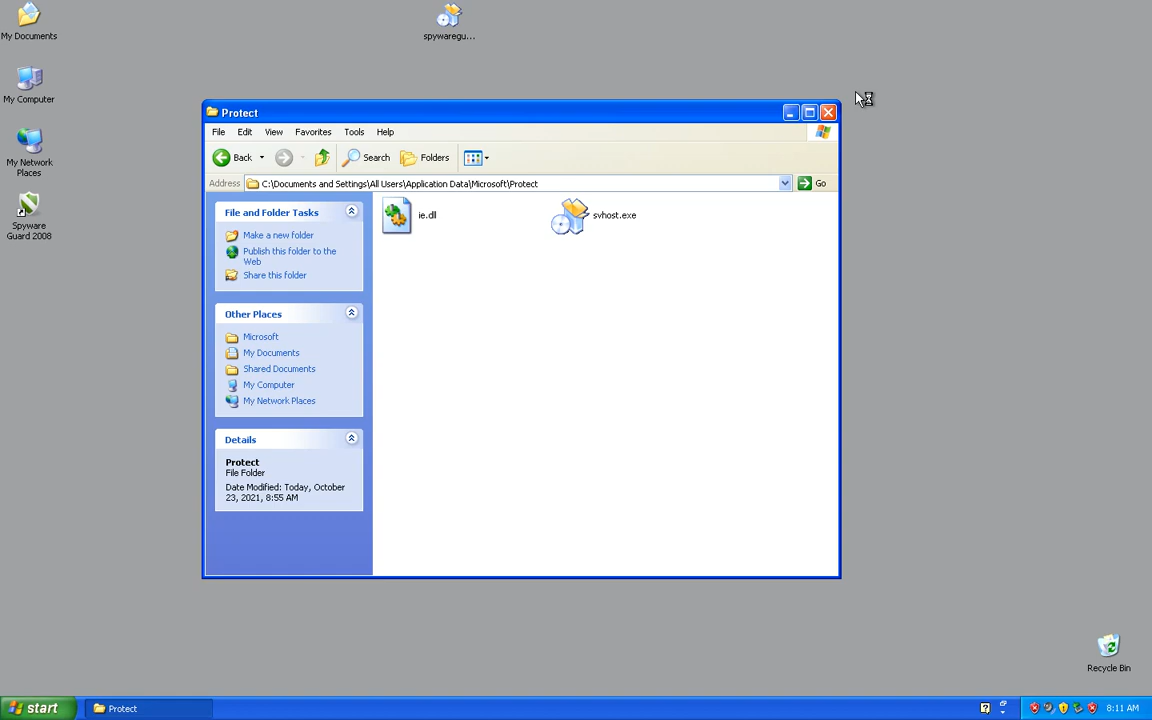 My Documents
spywaregu...
My Computer
My Network
Places
Spyware
Guard 2008
Protect
File Edit View Favorites Tools Help
Back Search Folders
Address C:\Documents and Settings\All Users\Application Data\Microsoft\Protect Go
File and Folder Tasks
Make a new folder
Publish this folder to the
Web
Share this folder
ie.dll
svhost.exe
Other Places
Microsoft
My Documents
Shared Documents
My Computer
My Network Places
Details
Protect
File Folder
Date Modified: Today, October
23, 2021, 8:55 AM
Recycle Bin
start Protect 8:11 AM